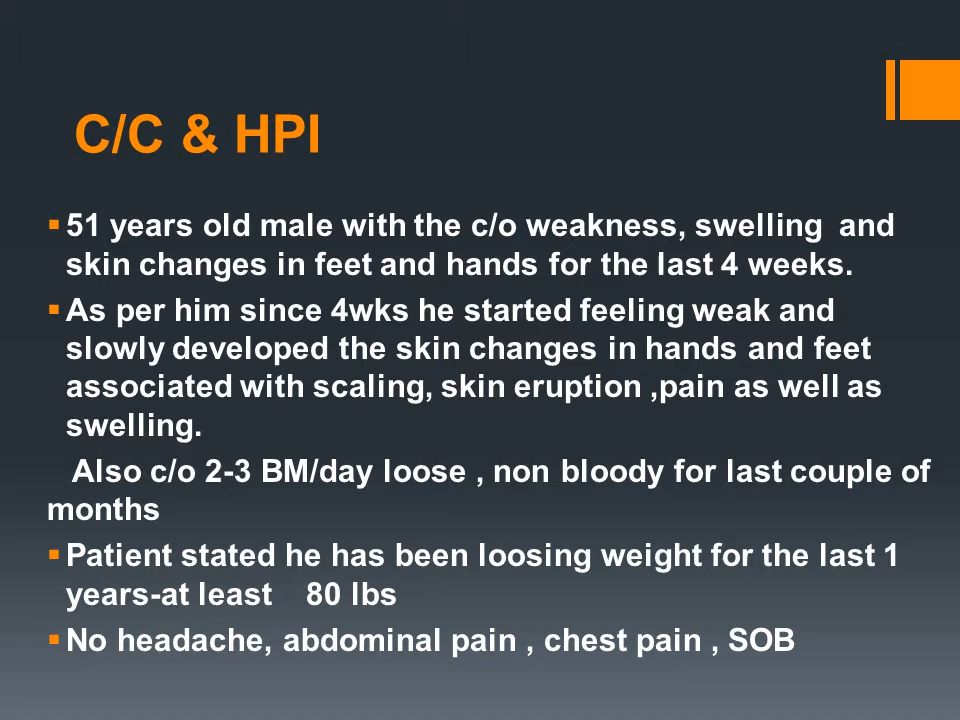 C/C & HPI
51 years old male with the c/o weakness, swelling  and
skin changes in feet and hands for the last 4 weeks.
As per him since 4wks he started feeling weak and
slowly developed the skin changes in hands and feet
associated with scaling, skin eruption ,pain as well as
swelling.
Also c/o 2-3 BM/day loose , non bloody for last couple of
months
Patient stated he has been loosing weight for the last 1
years-at least    80 lbs
No headache, abdominal pain , chest pain , SOB